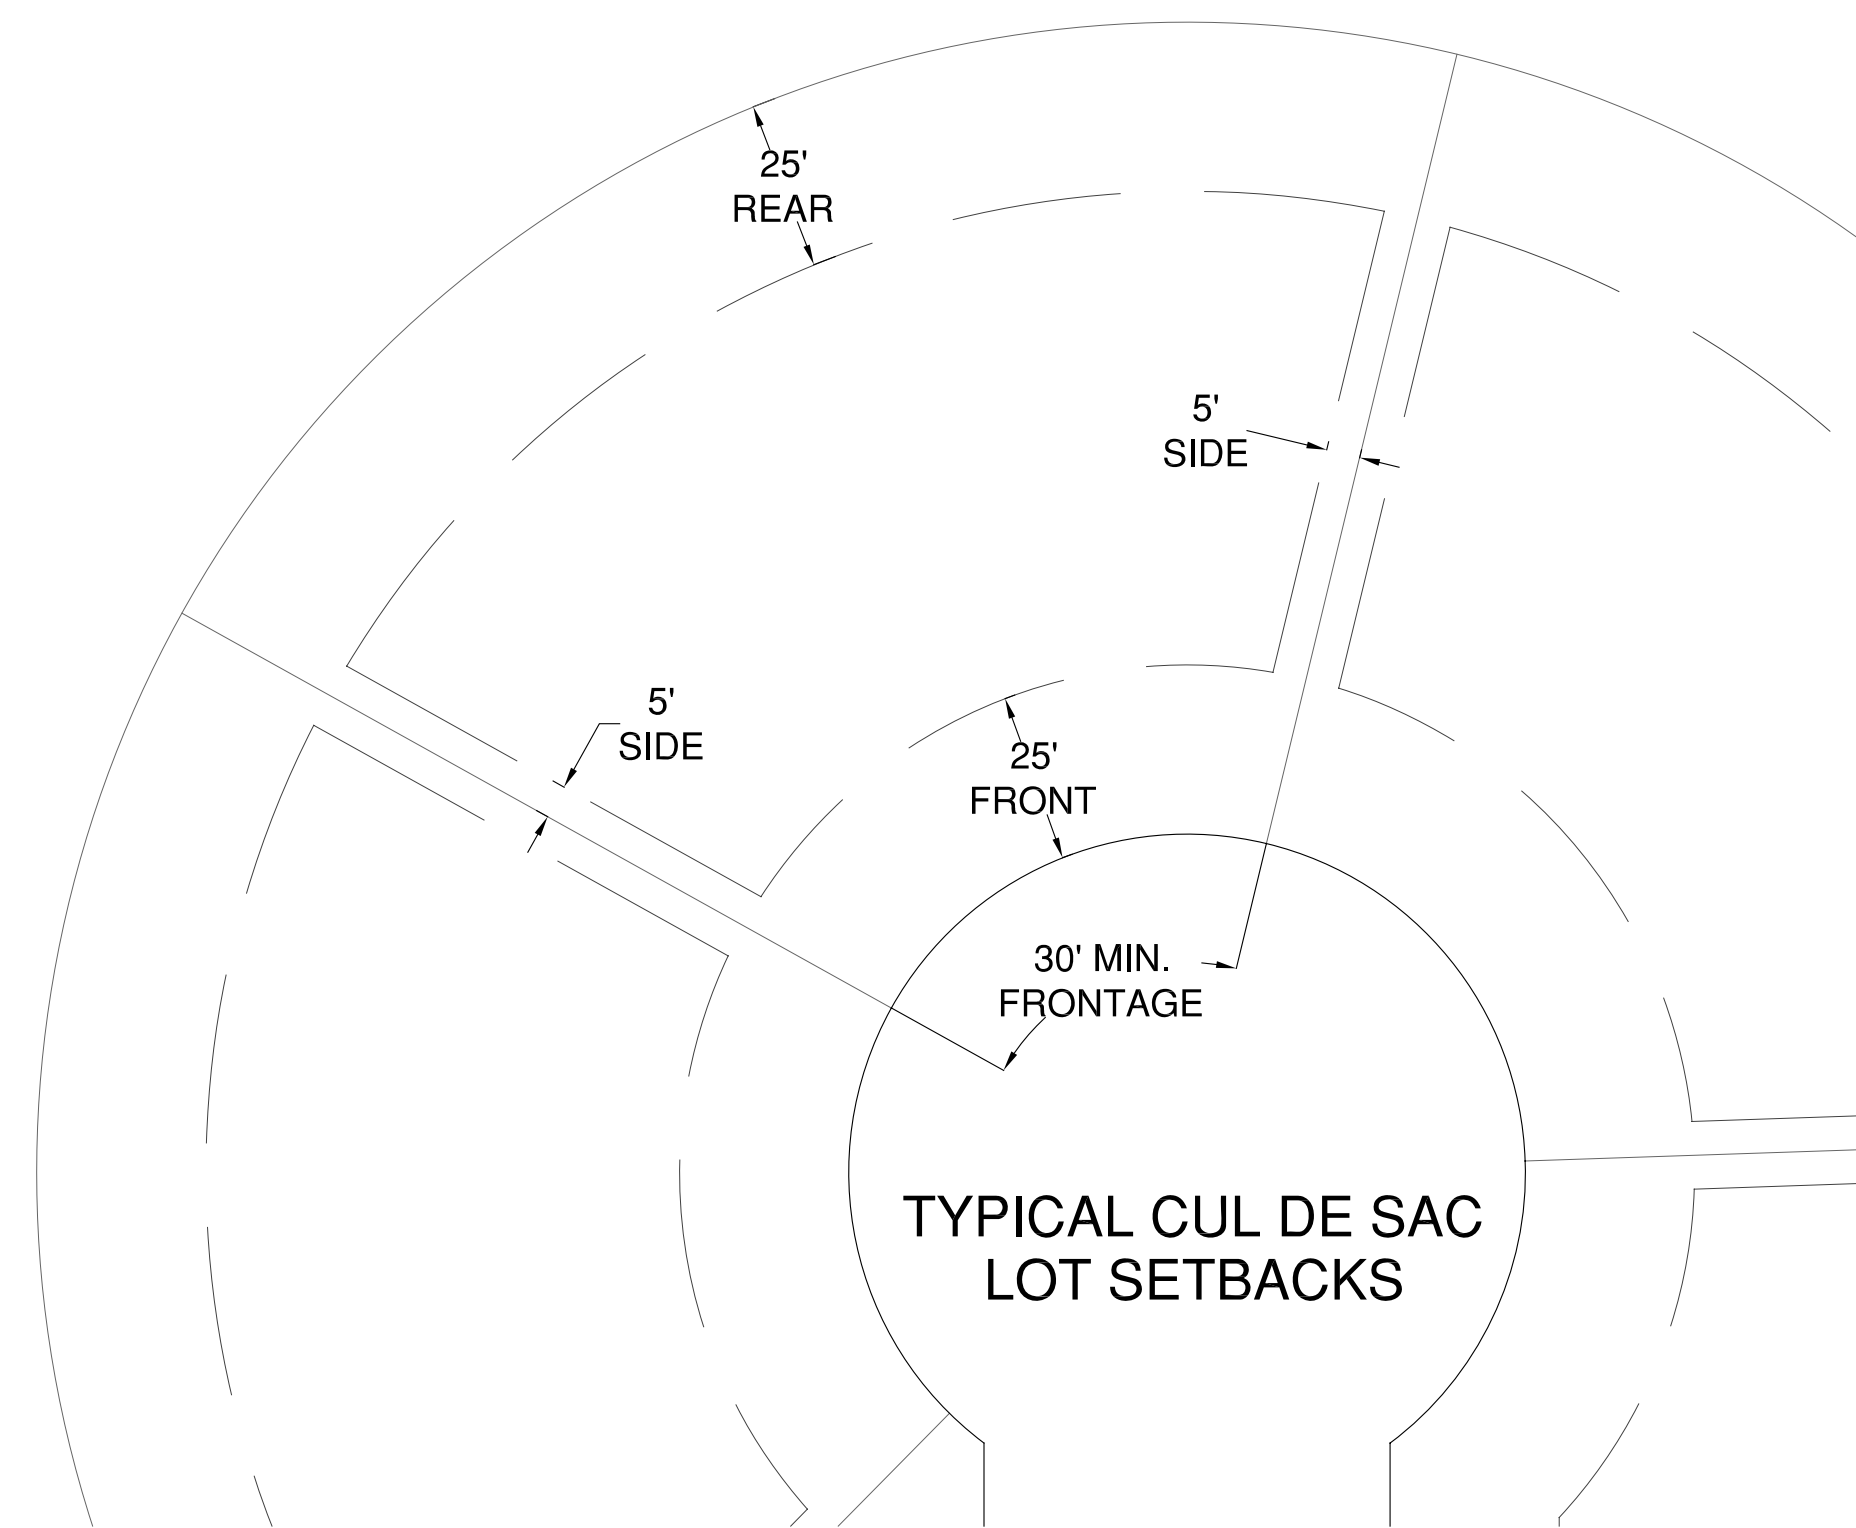 25'
REAR
5'
SIDE
5'
SIDE
25'
FRONT
30' MIN.
FRONTAGE
TYPICAL CUL DE SAC
LOT SETBACKS